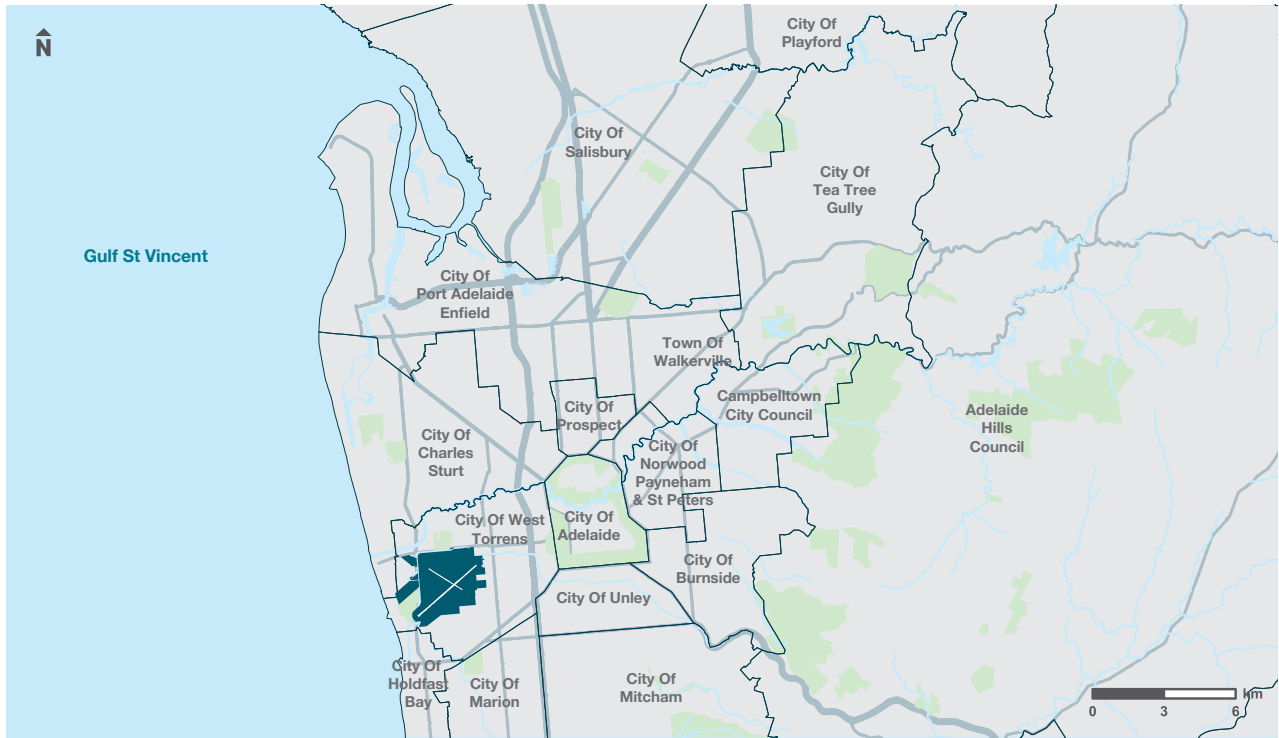 N
City Of
Playford
City Of
Salisbury
City Of
Tea Tree
Gully
Gulf St Vincent
City Of
Port Adelaide
Enfield
Town Of
Walkerville
Campbelltown
City Council
City Of
Prospect
Adelaide
Hills
Council
City Of
Charles
Sturt
City Of
Norwood
Payneham
& St Peters
City Of West
Torrens
City Of
Adelaide
City Of
Burnside
City Of Unley
City Of
Holdfast
Bay
City Of
Marion
City Of
Mitcham
km
0 3 6